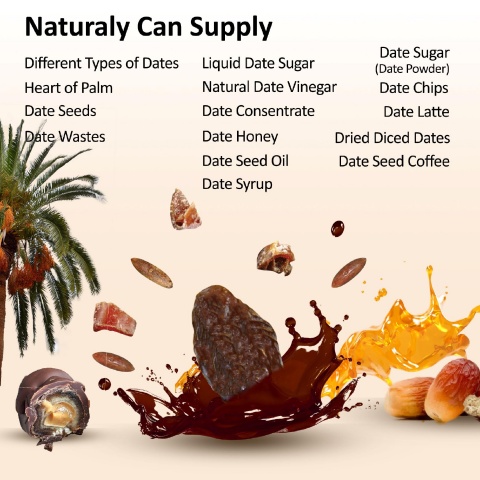 Naturaly Can Supply
Different Types of Dates
Heart of Palm
Date Seeds
Date Wastes
Liquid Date Sugar
Natural Date Vinegar
Date Consentrate
Date Honey
Date Seed Oil
Date Syrup
Date Sugar
(Date Powder)
Date Chips
Date Latte
Dried Diced Dates
Date Seed Coffee